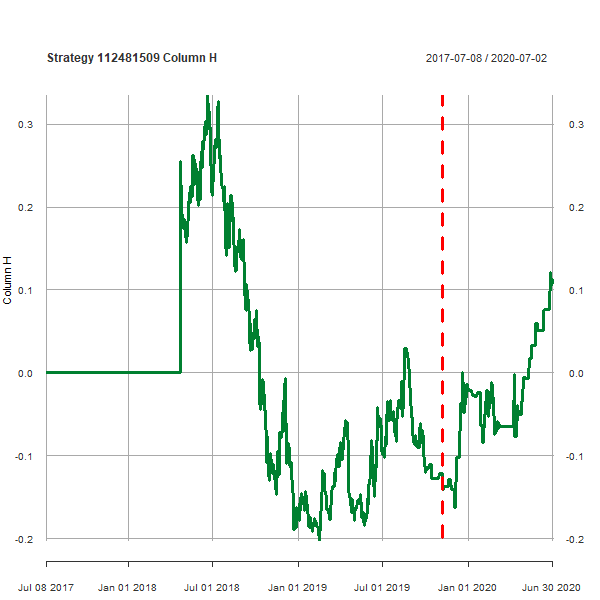 Strategy 112481509 Column H
2017-07-08 / 2020-07-02
0.3
0.3
0.2
0.2
0.1
0.1
0.0
0.0
-0.1
-0.1
-0.2
-0.2
Column H
Jul 08 2017
Jan 01 2018
Jul 01 2018
Jan 01 2019
Jul 01 2019
Jan 01 2020
Jun 30 2020